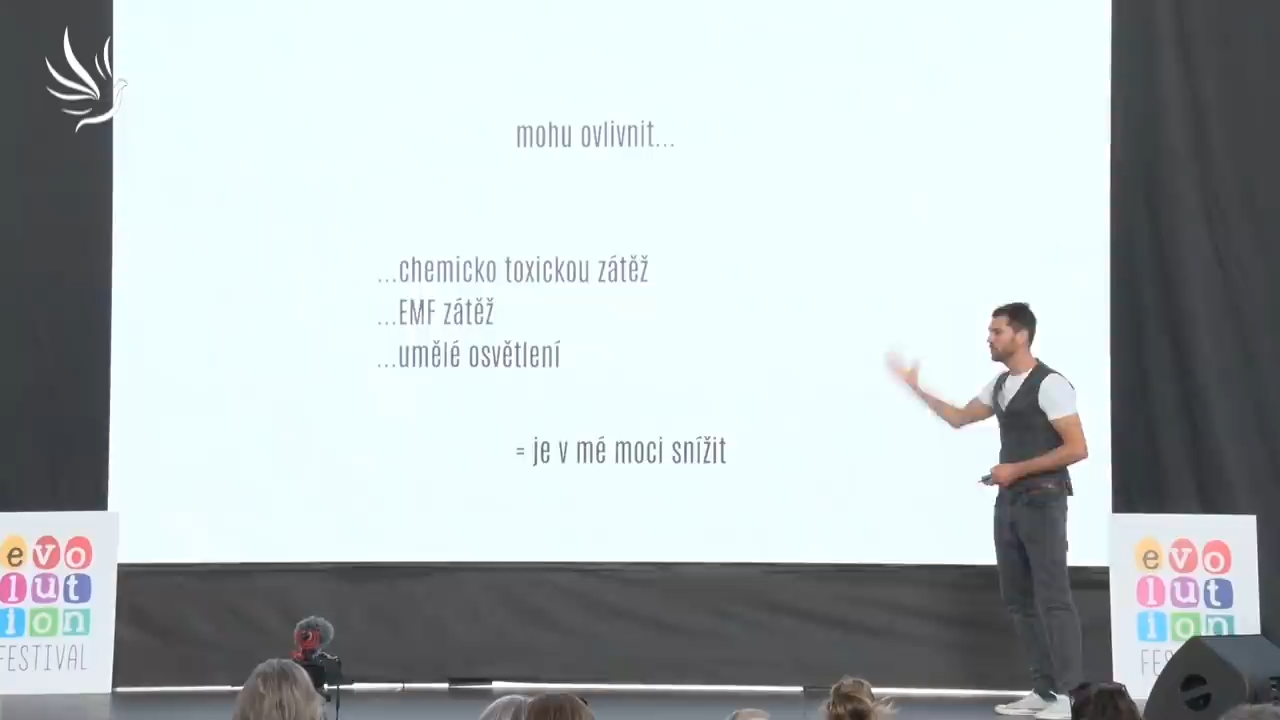 mohu ovlivnit...
...chemicko toxickou zátěž
...EMF zátěž
...umělé osvětlení
= je v mé moci snížit
evo
lut
ion
FESTIVAL
evo
lut
ion